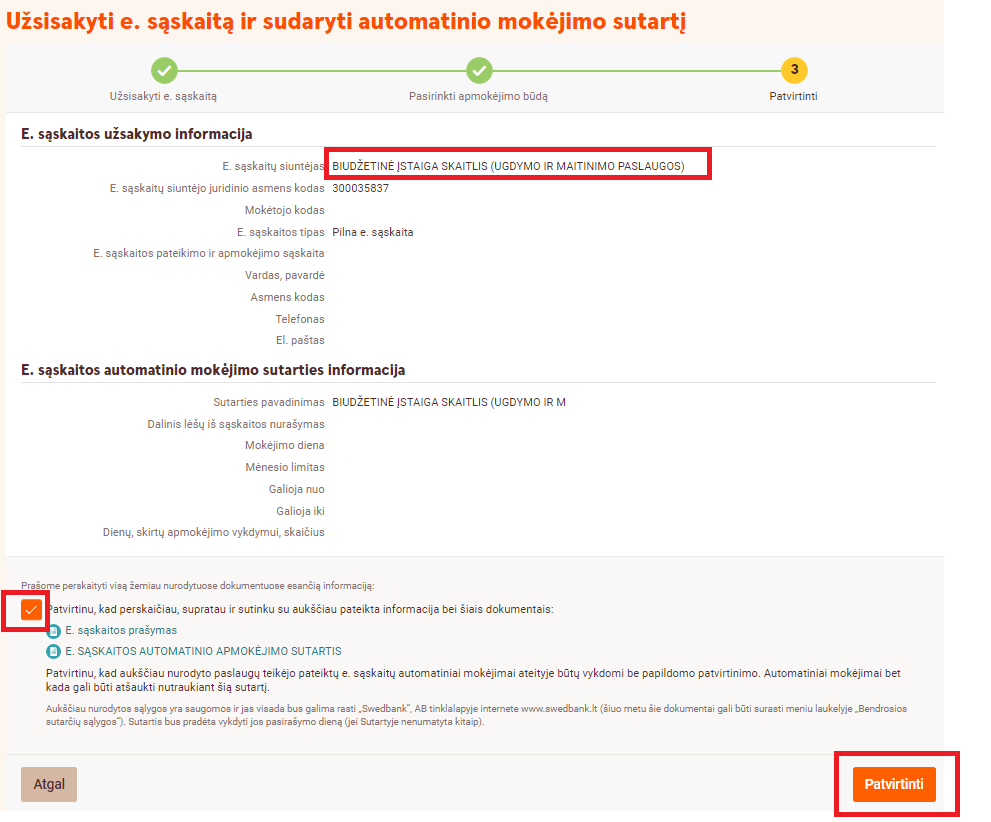 Užsisakyti e. sąskaitą ir sudaryti automatinio mokėjimo sutartį
3
Užsisakyti e. sąskaitą
Pasirinkti apmokėjimo būdą
Patvirtinti
E. sąskaitos užsakymo informacija
E. sąskaitų siuntėjas BIUDŽETINĖ ĮSTAIGA SKAITLIS (UGDYMO IR MAITINIMO PASLAUGOS)
E. sąskaitų siuntėjo juridinio asmens kodas 300035837
Mokėtojo kodas
E. sąskaitos tipas Pilna e. sąskaita
E. sąskaitos pateikimo ir apmokėjimo sąskaita
Vardas, pavardė
Asmens kodas
Telefonas
El. paštas
E. sąskaitos automatinio mokėjimo sutarties informacija
Sutarties pavadinimas BIUDŽETINĖ ĮSTAIGA SKAITLIS (UGDYMO IR M
Dalinis lėšų iš sąskaitos nurašymas
Mokėjimo diena
Mėnesio limitas
Galioja nuo
Galioja iki
Dienų, skirtų apmokėjimo vykdymui, skaičius
Prašome perskaityti visą žemiau nurodytuose dokumentuose esančią informaciją:
Patvirtinu, kad perskaičiau, supratau ir sutinku su aukščiau pateikta informacija bei šiais dokumentais:
E. sąskaitos prašymas
E. SĄSKAITOS AUTOMATINIO APMOKĖJIMO SUTARTIS
Patvirtinu, kad aukščiau nurodyto paslaugų teikėjo pateiktų e. sąskaitų automatiniai mokėjimai ateityje būtų vykdomi be papildomo patvirtinimo. Automatiniai mokėjimai bet
kada gali būti atšaukti nutraukiant šią sutartį.
Aukščiau nurodytos sąlygos yra saugomos ir jas visada bus galima rasti „Swedbank“, AB tinklalapyje internete www.swedbank.lt (šiuo metu šie dokumentai gali būti surasti meniu laukelyje „Bendrosios
sutarčių sąlygos“). Sutartis bus pradėta vykdyti jos pasirašymo dieną (jei Sutartyje nenumatyta kitaip).
Atgal
Patvirtinti